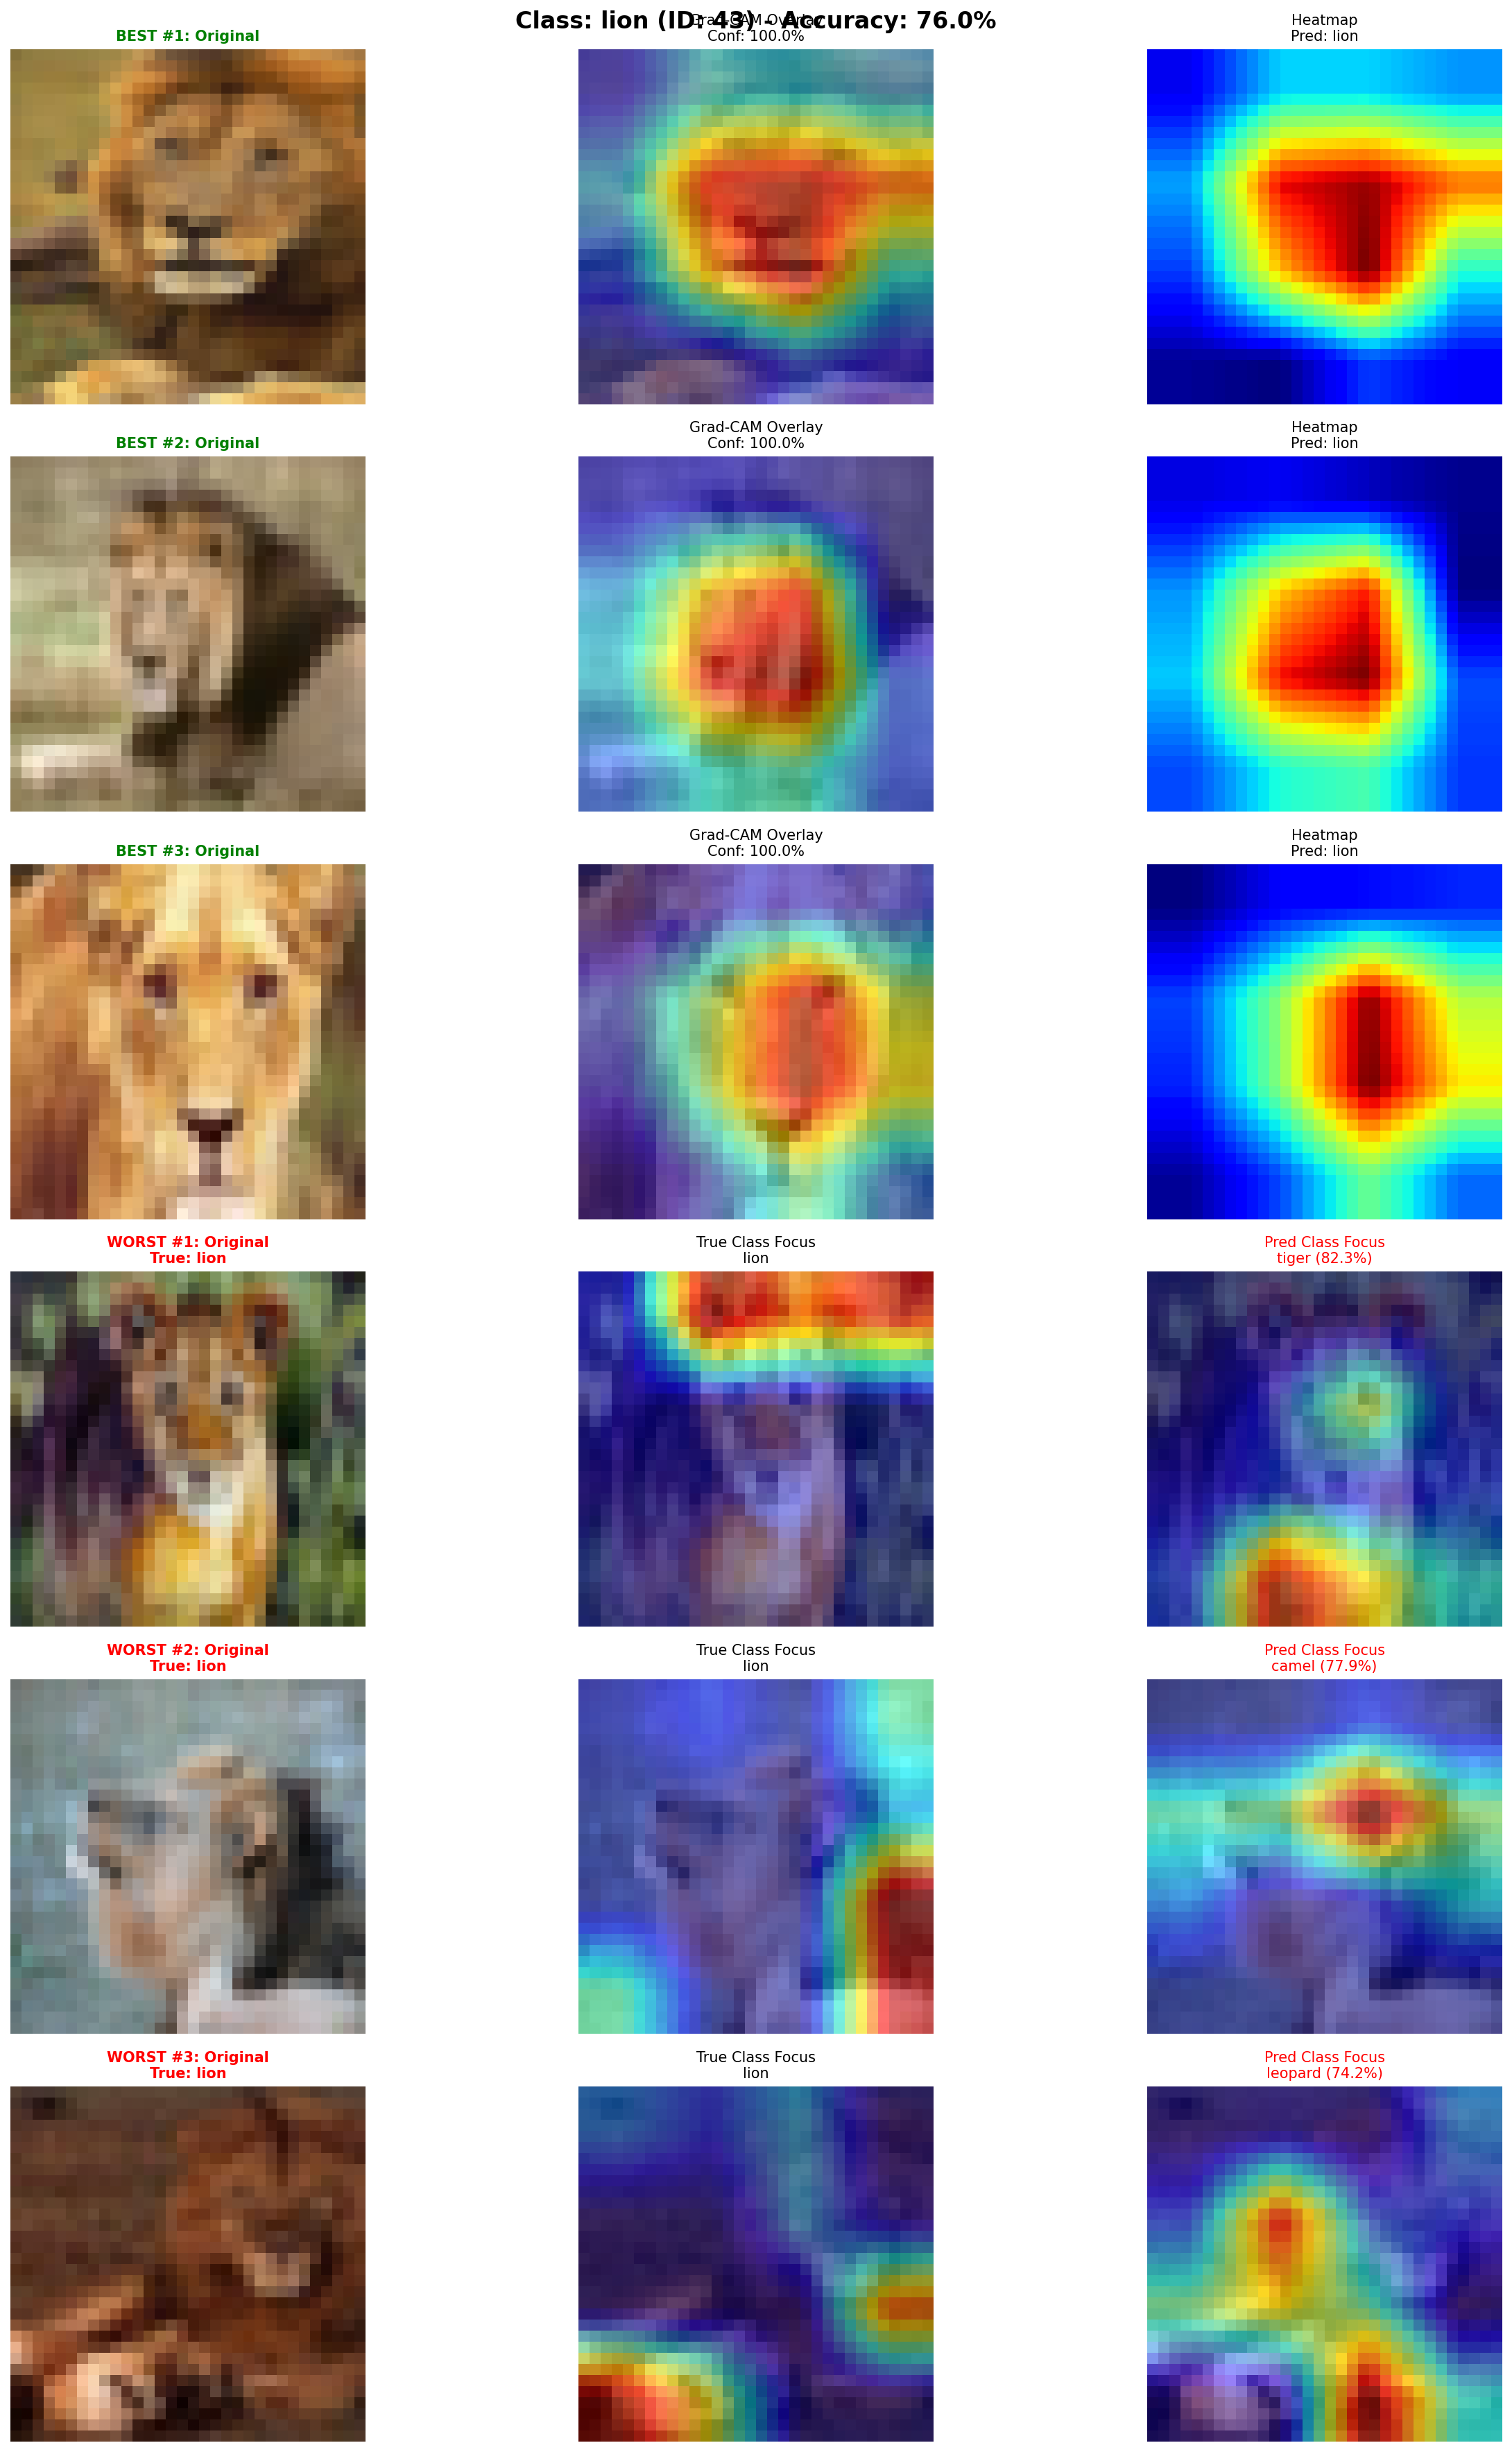 Class: lion (ID: 43) - Accuracy: 76.0%
BEST #1: Original
Grad-CAM Overlay
Conf: 100.0%
Heatmap
Pred: lion
BEST #2: Original
Grad-CAM Overlay
Conf: 100.0%
Heatmap
Pred: lion
BEST #3: Original
Grad-CAM Overlay
Conf: 100.0%
Heatmap
Pred: lion
WORST #1: Original
True: lion
True Class Focus
lion
Pred Class Focus
tiger (82.3%)
WORST #2: Original
True: lion
True Class Focus
lion
Pred Class Focus
camel (77.9%)
WORST #3: Original
True: lion
True Class Focus
lion
Pred Class Focus
leopard (74.2%)